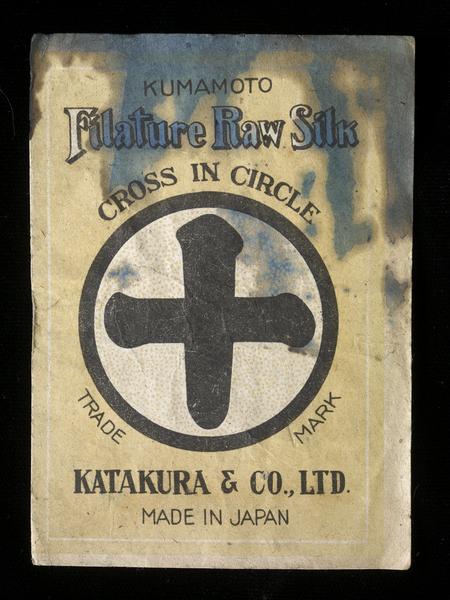 KUMAMOTO
Filature Raw Silk
CROSS IN CIRCLE
TRADE MARK
KATAKURA & CO., LTD.
MADE IN JAPAN